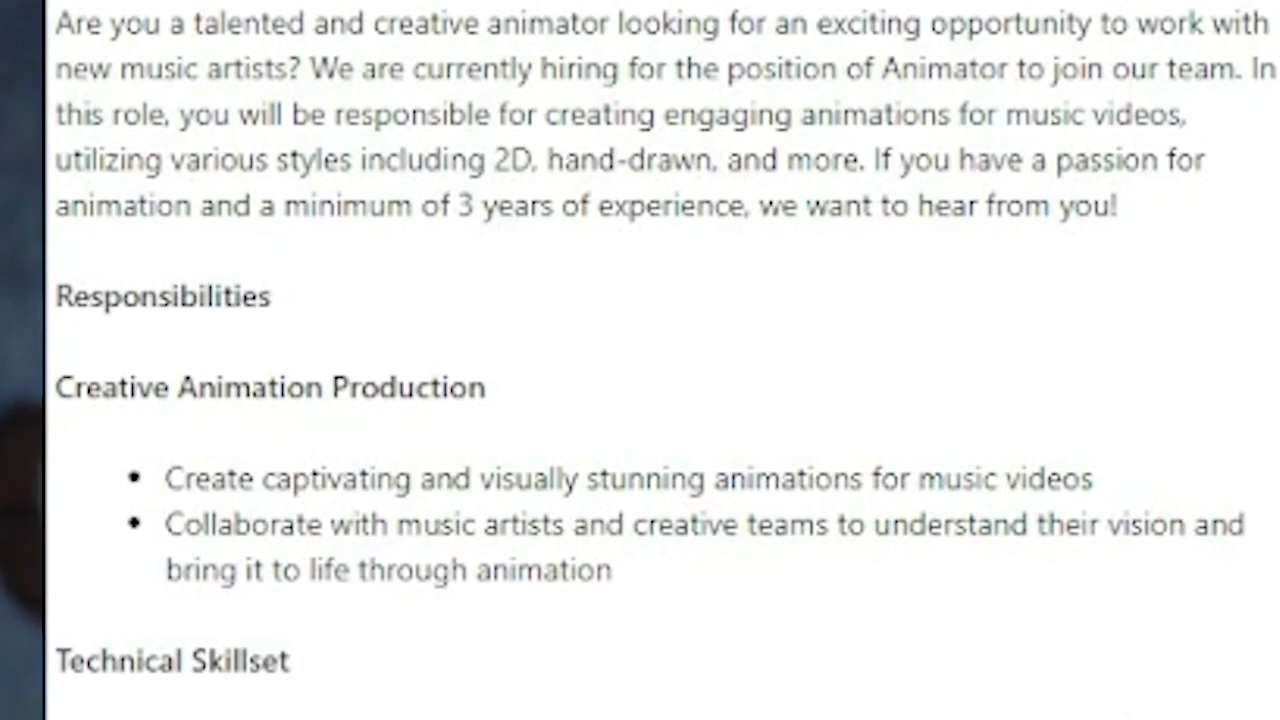 Are you a talented and creative animator looking for an exciting opportunity to work with
new music artists? We are currently hiring for the position of Animator to join our team. In
this role, you will be responsible for creating engaging animations for music videos,
utilizing various styles including 2D, hand-drawn, and more. If you have a passion for
animation and a minimum of 3 years of experience, we want to hear from you!
Responsibilities
Creative Animation Production
• Create captivating and visually stunning animations for music videos
• Collaborate with music artists and creative teams to understand their vision and
bring it to life through animation
Technical Skillset